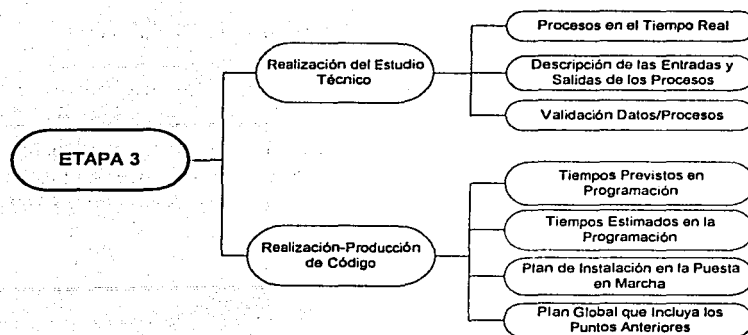 ETAPA 3
Realización del Estudio
Técnico
Procesos en el Tiempo Real
Descripción de las Entradas y
Salidas de los Procesos
Validación Datos/Procesos
Realización-Producción
de Código
Tiempos Previstos en
Programación
Tiempos Estimados en la
Programación
Plan de Instalación en la Puesta
en Marcha
Plan Global que Incluya los
Puntos Anteriores